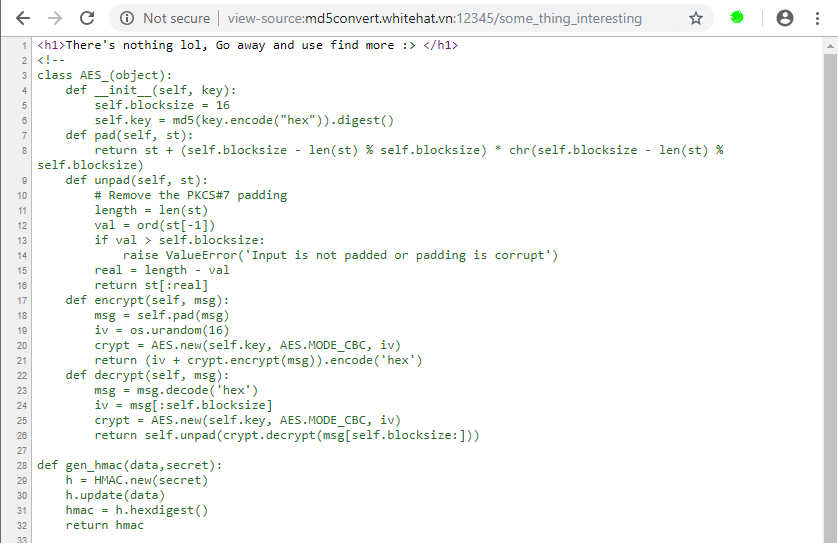 Not secure | view-source:md5convert.whitehat.vn:12345/some_thing_interesting
1 <h1>There's nothing lol, Go away and use find more :> </h1>
2 <!--
3 class AES_(object):
4     def __init__(self, key):
5         self.blocksize = 16
6         self.key = md5(key.encode("hex")).digest()
7     def pad(self, st):
8         return st + (self.blocksize - len(st) % self.blocksize) * chr(self.blocksize - len(st) %
self.blocksize)
9     def unpad(self, st):
10         # Remove the PKCS#7 padding
11         length = len(st)
12         val = ord(st[-1])
13         if val > self.blocksize:
14             raise ValueError('Input is not padded or padding is corrupt')
15         real = length - val
16         return st[:real]
17     def encrypt(self, msg):
18         msg = self.pad(msg)
19         iv = os.urandom(16)
20         crypt = AES.new(self.key, AES.MODE_CBC, iv)
21         return (iv + crypt.encrypt(msg)).encode('hex')
22     def decrypt(self, msg):
23         msg = msg.decode('hex')
24         iv = msg[:self.blocksize]
25         crypt = AES.new(self.key, AES.MODE_CBC, iv)
26         return self.unpad(crypt.decrypt(msg[self.blocksize:]))
27
28 def gen_hmac(data,secret):
29     h = HMAC.new(secret)
30     h.update(data)
31     hmac = h.hexdigest()
32     return hmac
33